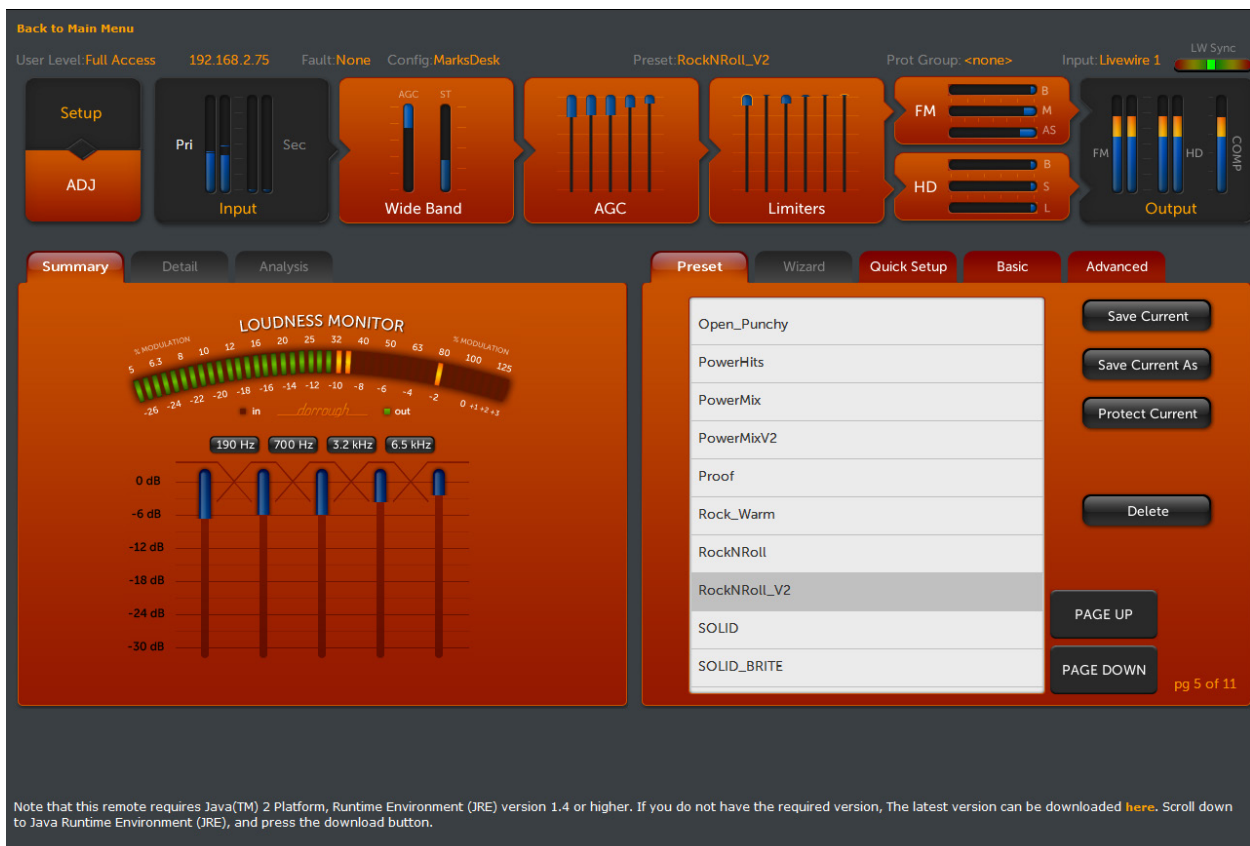 Back to Main Menu
User Level:Full Access 192.168.2.75 Fault:None Config:MarksDesk Preset:RockNRoll_V2 Prot Group:<none> Input:Livewire 1 LW Sync
Setup
ADJ
Pri Sec
Input
AGC ST
Wide Band
AGC
Limiters
FM B M AS
HD B S L
FM HD COMP
Output
Summary Detail Analysis
LOUDNESS MONITOR
% MODULATION % MODULATION
5 6.3 8 10 12 16 20 25 32 40 50 63 80 100 125
-26 -24 -22 -20 -18 -16 -14 -12 -10 -8 -6 -4 -2 0 +1 +2 +3
in dorrough out
190 Hz 700 Hz 3.2 kHz 6.5 kHz
0 dB
-6 dB
-12 dB
-18 dB
-24 dB
-30 dB
Preset Wizard Quick Setup Basic Advanced
Open_Punchy
PowerHits
PowerMix
PowerMixV2
Proof
Rock_Warm
RockNRoll
RockNRoll_V2
SOLID
SOLID_BRITE
Save Current
Save Current As
Protect Current
Delete
PAGE UP
PAGE DOWN
pg 5 of 11
Note that this remote requires Java(TM) 2 Platform, Runtime Environment (JRE) version 1.4 or higher. If you do not have the required version, The latest version can be downloaded here. Scroll down
to Java Runtime Environment (JRE), and press the download button.